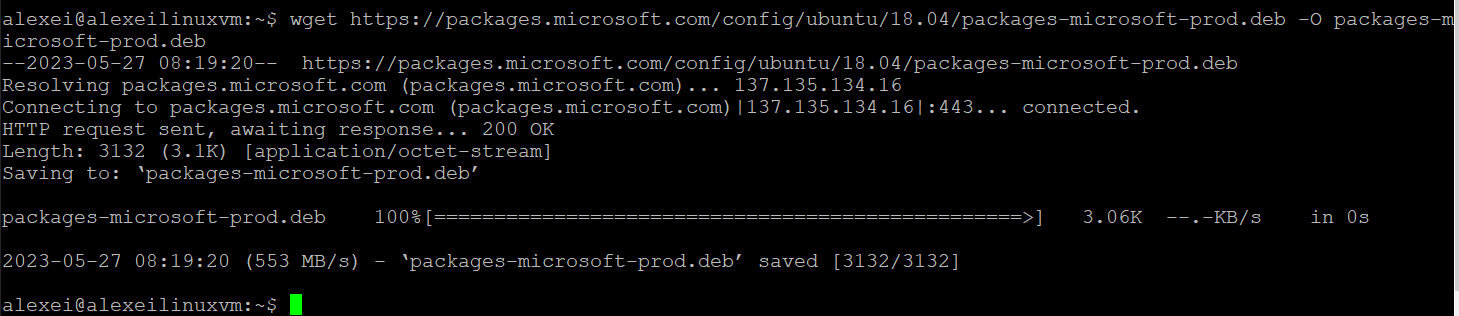 alexei@alexeilinuxvm:~$ wget https://packages.microsoft.com/config/ubuntu/18.04/packages-microsoft-prod.deb -O packages-m
icrosoft-prod.deb
--2023-05-27 08:19:20--  https://packages.microsoft.com/config/ubuntu/18.04/packages-microsoft-prod.deb
Resolving packages.microsoft.com (packages.microsoft.com)... 137.135.134.16
Connecting to packages.microsoft.com (packages.microsoft.com)|137.135.134.16|:443... connected.
HTTP request sent, awaiting response... 200 OK
Length: 3132 (3.1K) [application/octet-stream]
Saving to: ‘packages-microsoft-prod.deb’
packages-microsoft-prod.deb    100%[=================================================>]   3.06K  --.-KB/s    in 0s
2023-05-27 08:19:20 (553 MB/s) - ‘packages-microsoft-prod.deb’ saved [3132/3132]
alexei@alexeilinuxvm:~$